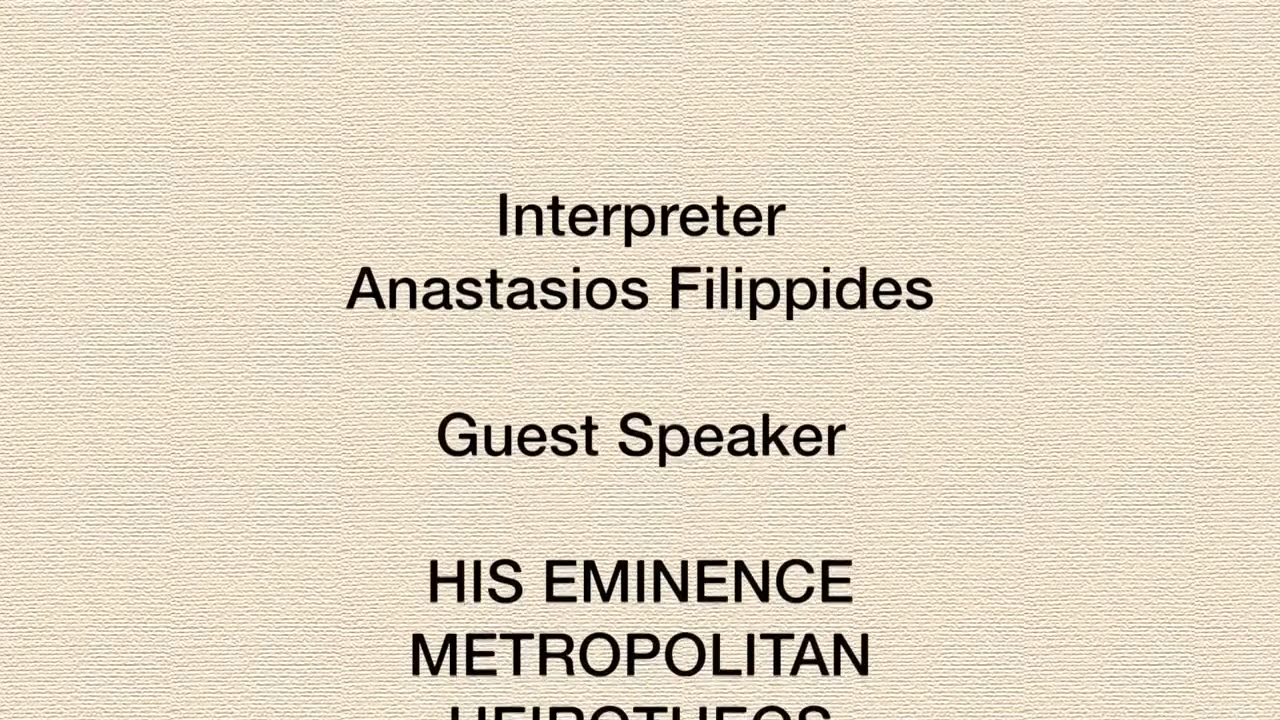 Interpreter
Anastasios Filippides
Guest Speaker
HIS EMINENCE
METROPOLITAN